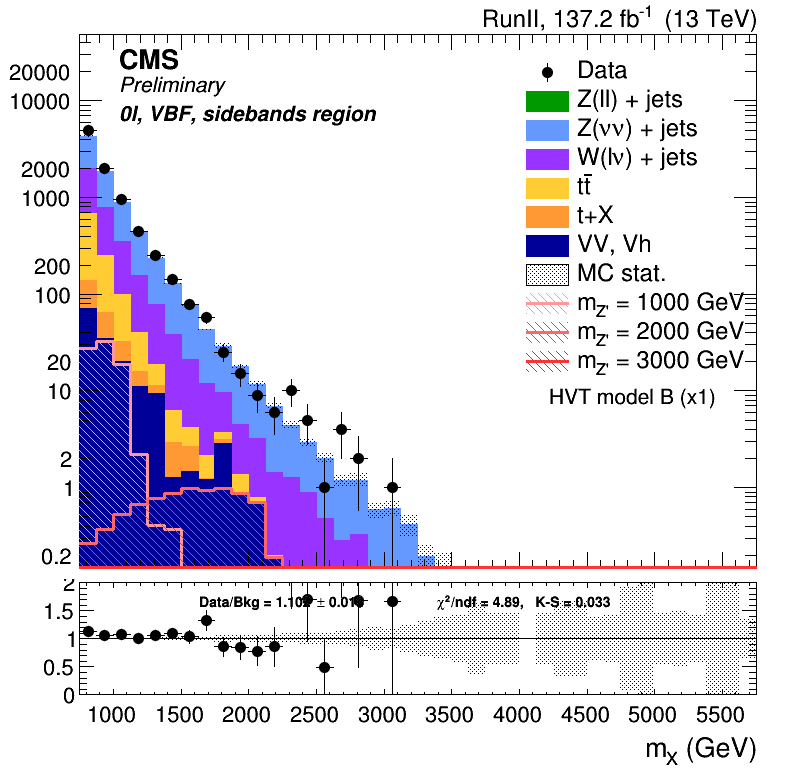 RunII, 137.2 fb⁻¹ (13 TeV)
CMS
Preliminary
0l, VBF, sidebands region
Data
Z(ll) + jets
Z(νν) + jets
W(lν) + jets
tt̄
t+X
VV, Vh
MC stat.
m_Z' = 1000 GeV
m_Z' = 2000 GeV
m_Z' = 3000 GeV
HVT model B (x1)
20000
10000
2000
1000
200
100
20
10
2
1
0.2
2
1.5
1
0.5
0
Data/Bkg = 1.102 ± 0.01
χ²/ndf = 4.89, K-S = 0.033
1000 1500 2000 2500 3000 3500 4000 4500 5000 5500
m_X (GeV)